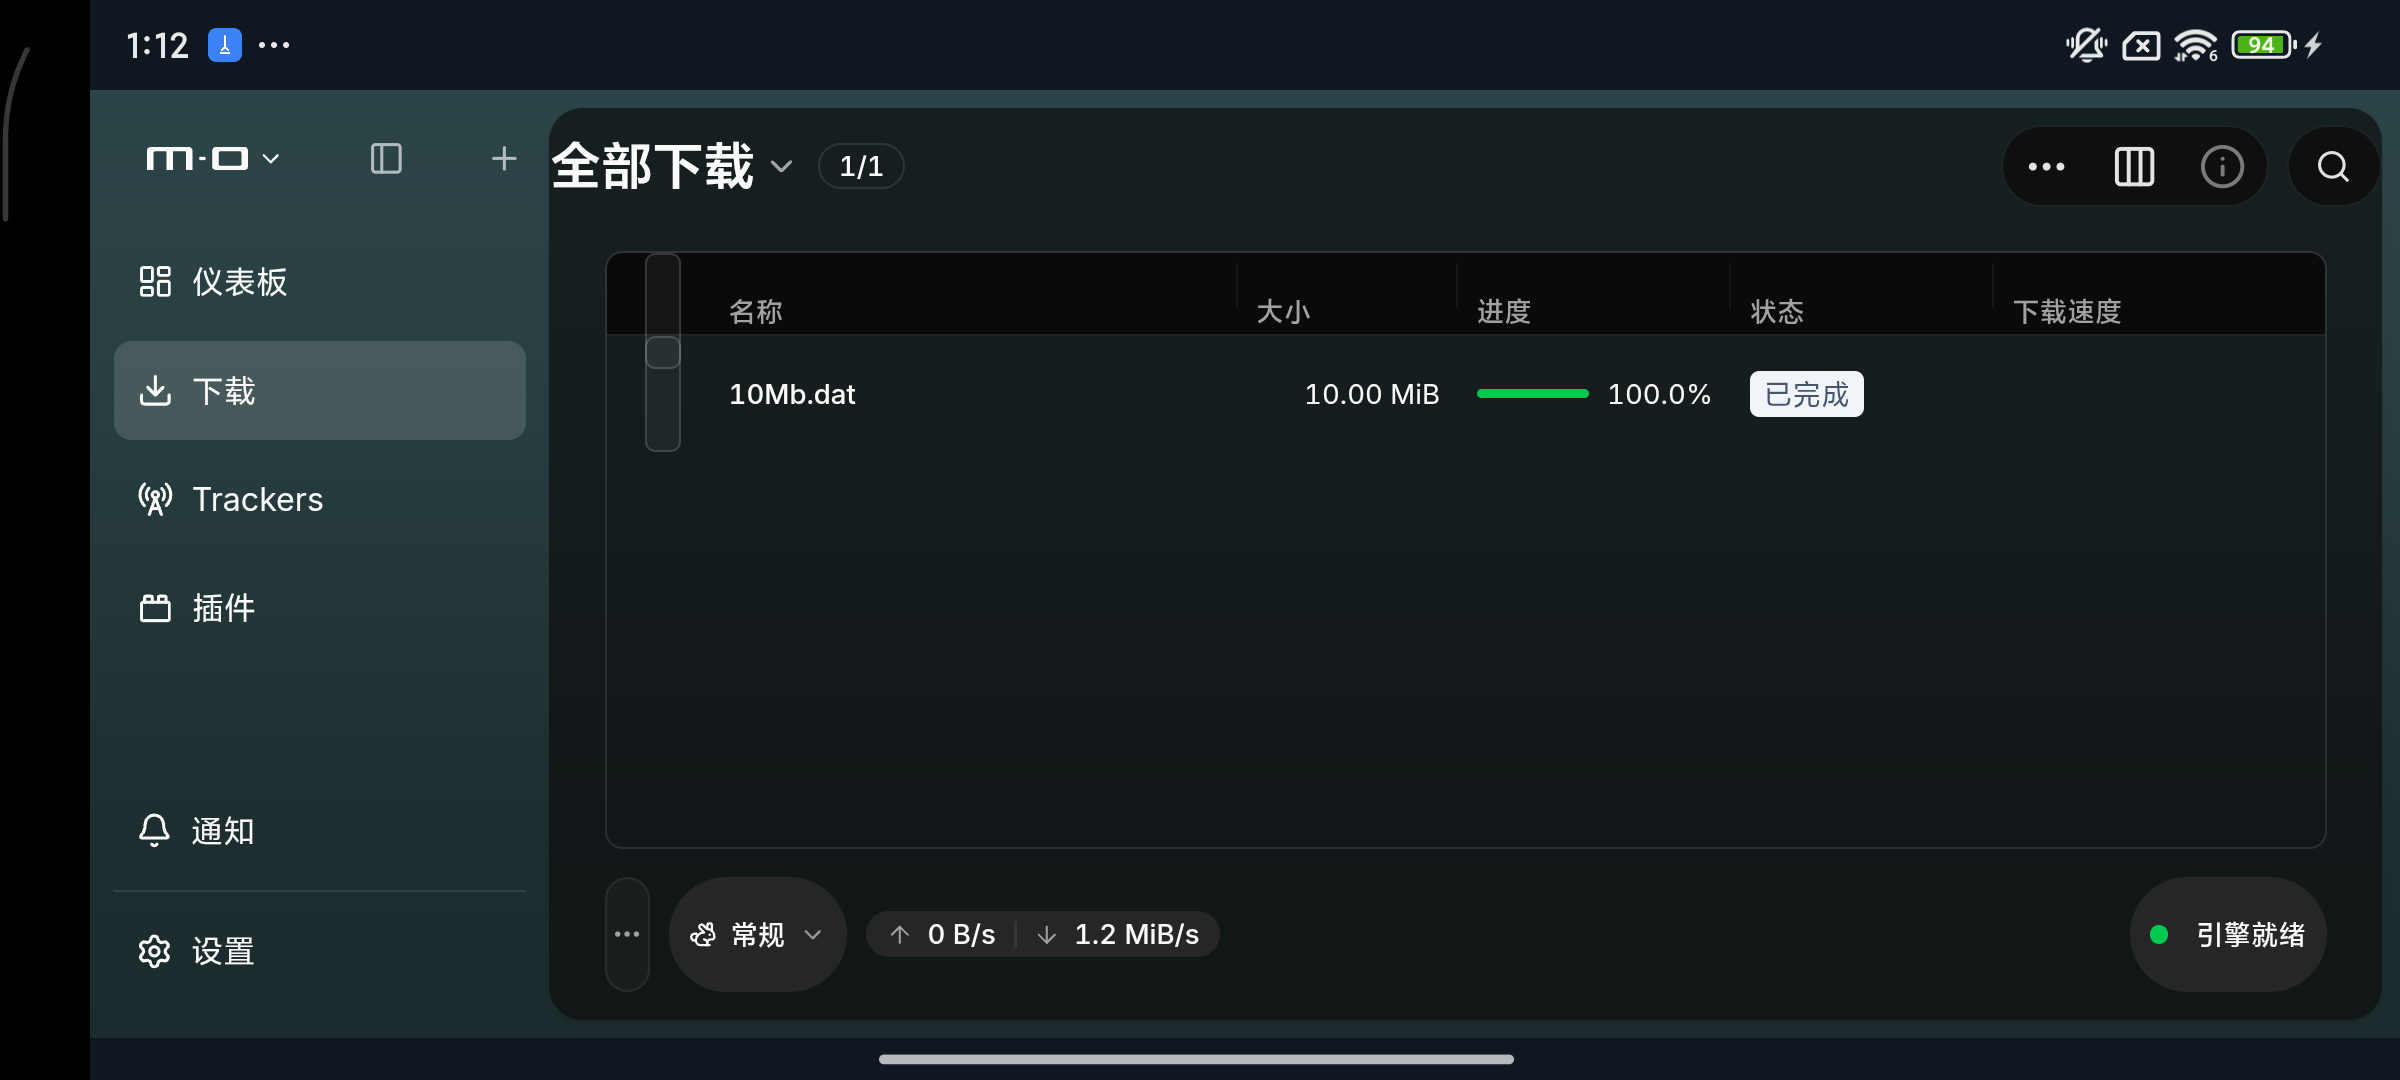 1:12
94
6
m-o
全部下载
1/1
仪表板
下载
Trackers
插件
通知
设置
名称
大小
进度
状态
下载速度
10Mb.dat
10.00 MiB
100.0%
已完成
常规
0 B/s
1.2 MiB/s
引擎就绪